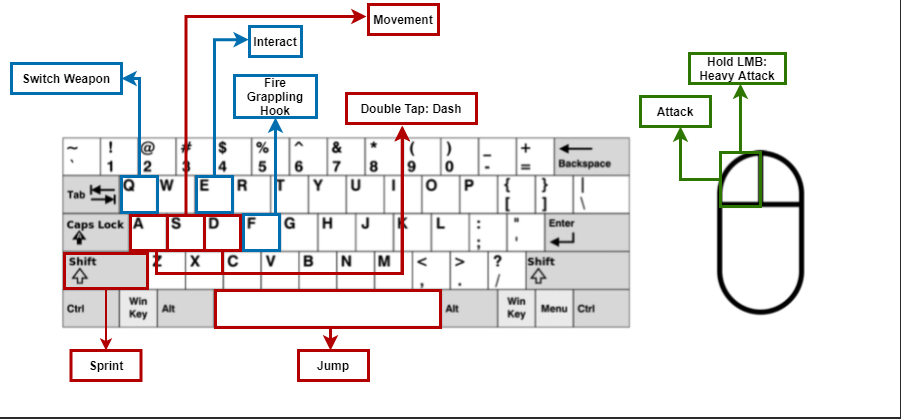 Movement
Interact
Switch Weapon
Fire
Grappling
Hook
Double Tap: Dash
Hold LMB:
Heavy Attack
Attack
~ ! @ # $ % ^ & * ( ) _ +
` 1 2 3 4 5 6 7 8 9 0 - = Backspace
Tab Q W E R T Y U I O P { } |
[ ] \
Caps Lock A S D F G H J K L : " Enter
; '
Shift Z X C V B N M < > ? Shift
, . /
Ctrl Win Key Alt Alt Win Key Menu Ctrl
Sprint
Jump